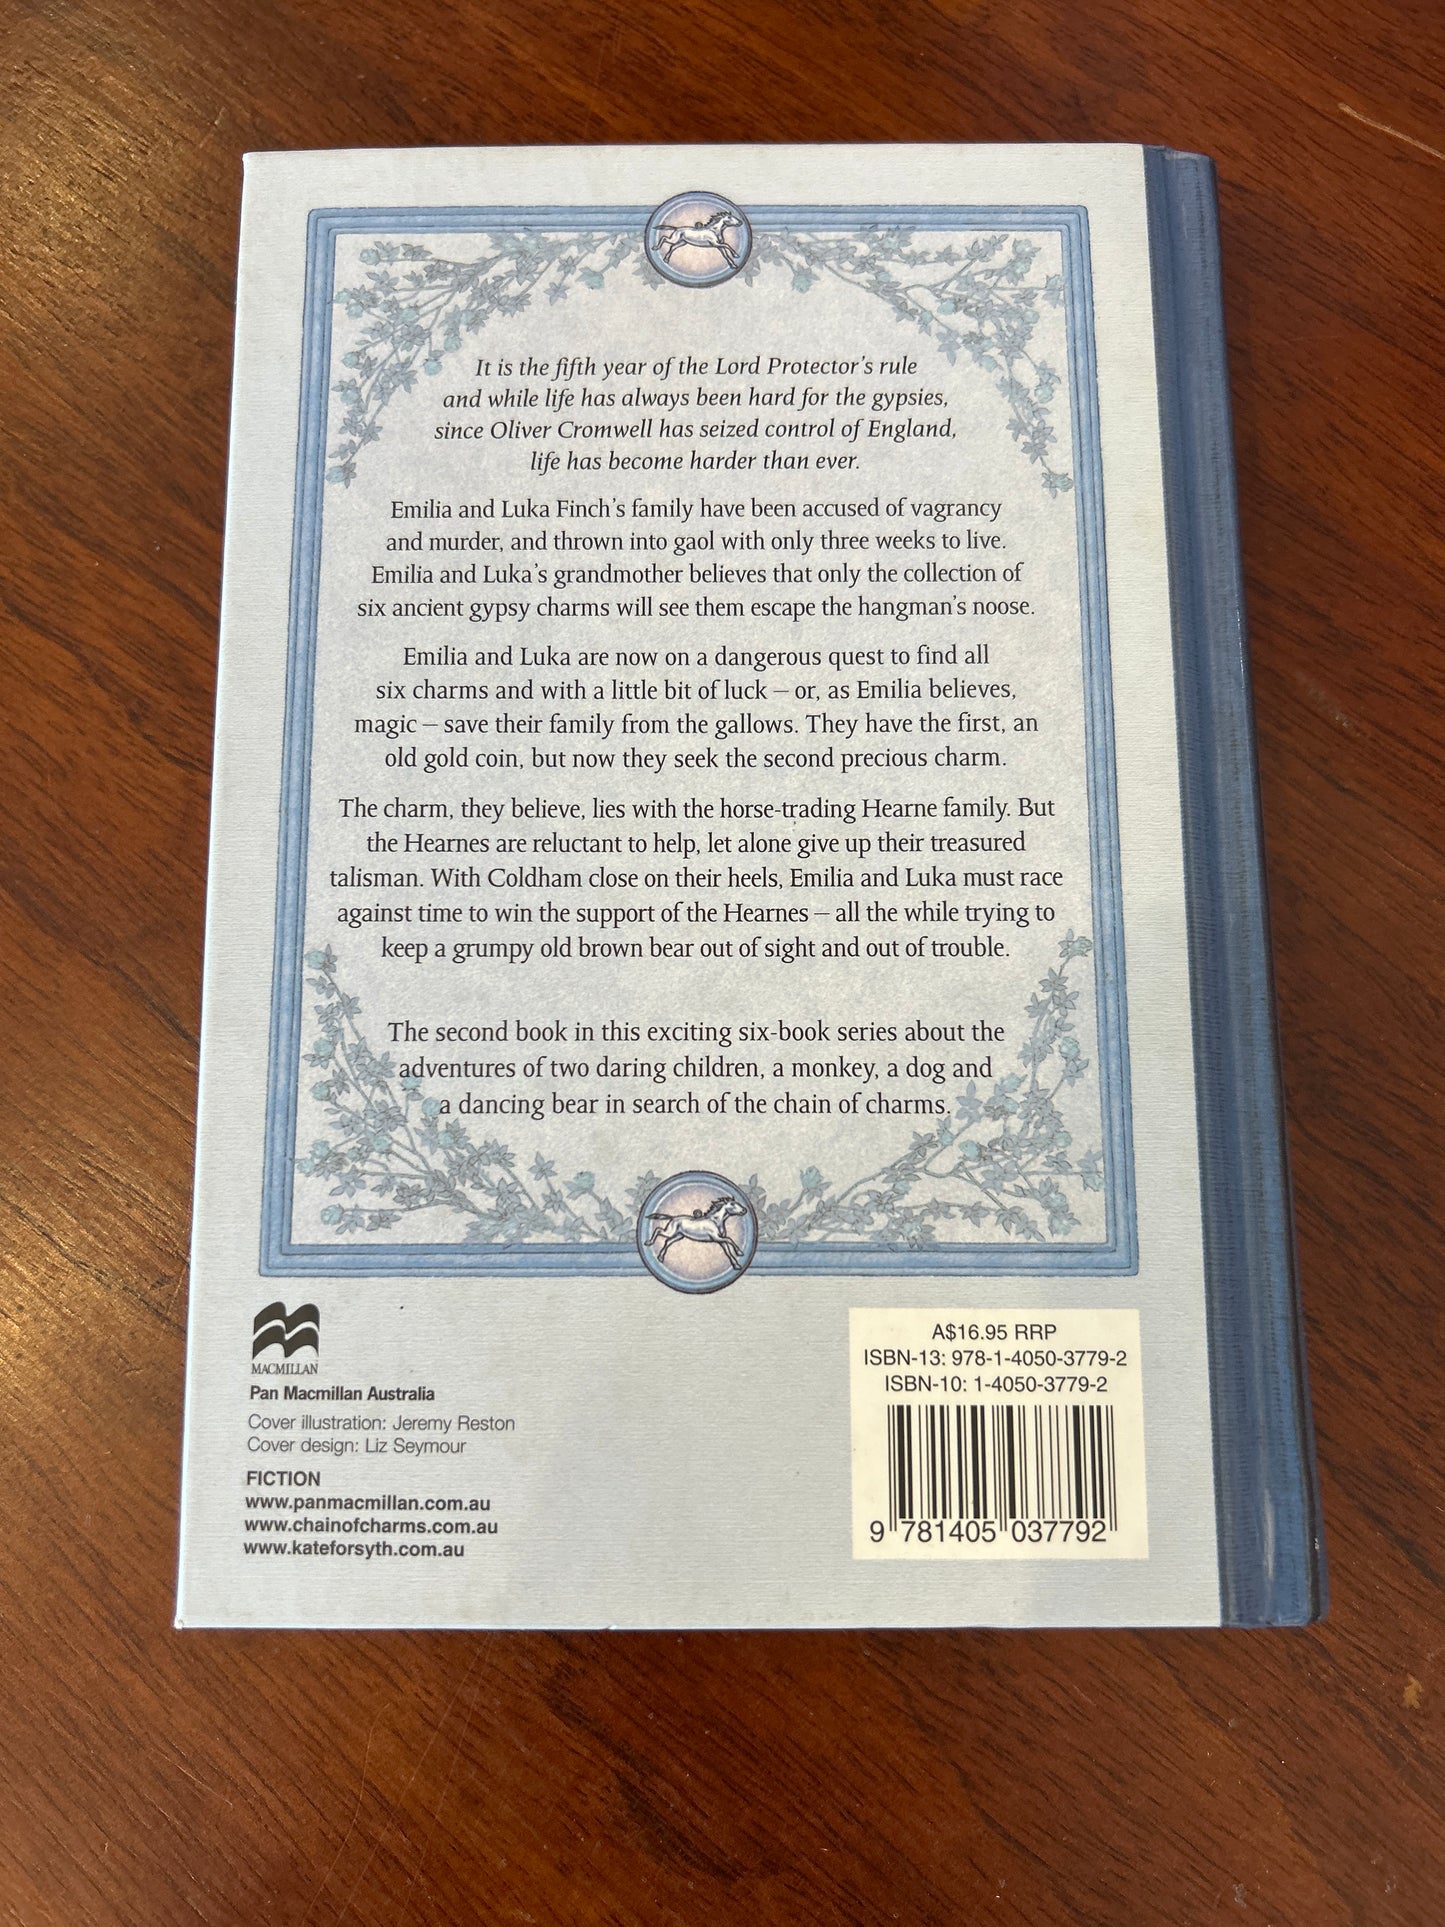 It is the fifth year of the Lord Protector's rule
and while life has always been hard for the gypsies,
since Oliver Cromwell has seized control of England,
life has become harder than ever.
Emilia and Luka Finch's family have been accused of vagrancy
and murder, and thrown into gaol with only three weeks to live.
Emilia and Luka's grandmother believes that only the collection of
six ancient gypsy charms will see them escape the hangman's noose.
Emilia and Luka are now on a dangerous quest to find all
six charms and with a little bit of luck – or, as Emilia believes,
magic – save their family from the gallows. They have the first, an
old gold coin, but now they seek the second precious charm.
The charm, they believe, lies with the horse-trading Hearne family. But
the Hearnes are reluctant to help, let alone give up their treasured
talisman. With Coldham close on their heels, Emilia and Luka must race
against time to win the support of the Hearnes – all the while trying to
keep a grumpy old brown bear out of sight and out of trouble.
The second book in this exciting six-book series about the
adventures of two daring children, a monkey, a dog and
a dancing bear in search of the chain of charms.
MACMILLAN
Pan Macmillan Australia
Cover illustration: Jeremy Reston
Cover design: Liz Seymour
FICTION
www.panmacmillan.com.au
www.chainofcharms.com.au
www.kateforsyth.com.au
A$16.95 RRP
ISBN-13: 978-1-4050-3779-2
ISBN-10: 1-4050-3779-2
9 781405 037792